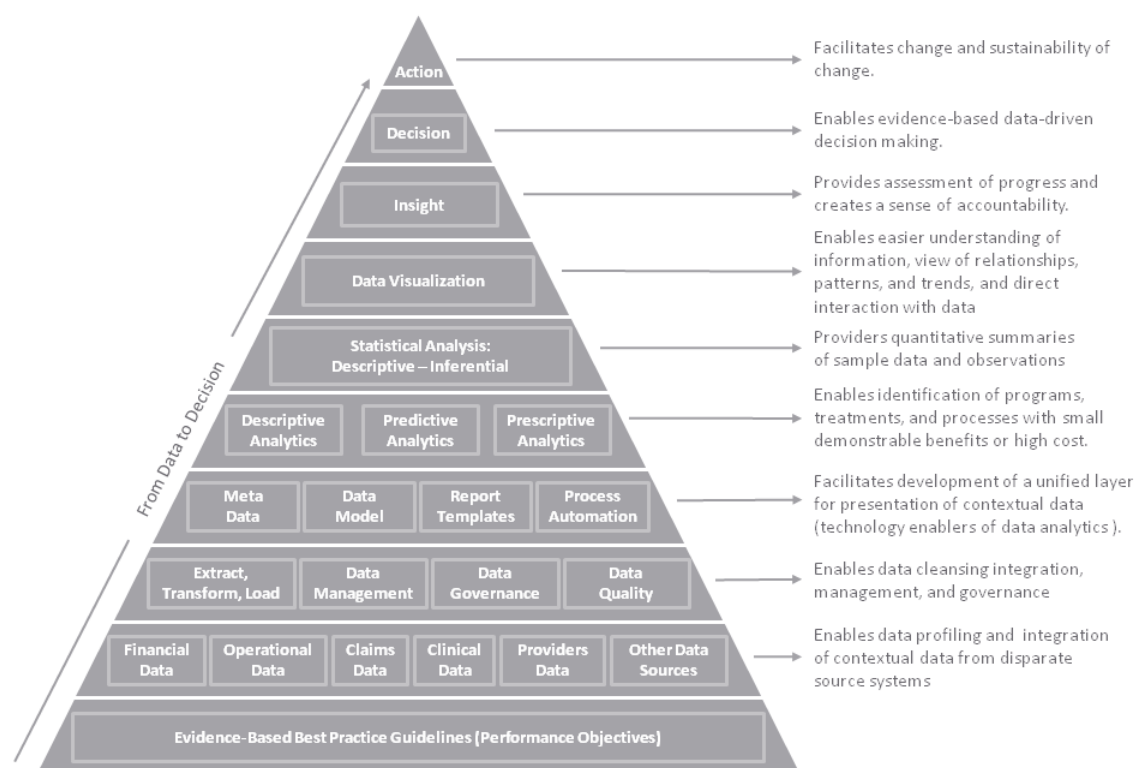 Action
Facilitates change and sustainability of
change.
Decision
Enables evidence-based data-driven
decision making.
Insight
Provides assessment of progress and
creates a sense of accountability.
Data Visualization
Enables easier understanding of
information, view of relationships,
patterns, and trends, and direct
interaction with data
Statistical Analysis:
Descriptive – Inferential
Providers quantitative summaries
of sample data and observations
From Data to Decision
Descriptive
Analytics
Predictive
Analytics
Prescriptive
Analytics
Enables identification of programs,
treatments, and processes with small
demonstrable benefits or high cost.
Meta
Data
Data
Model
Report
Templates
Process
Automation
Facilitates development of a unified layer
for presentation of contextual data
(technology enablers of data analytics ).
Extract,
Transform, Load
Data
Management
Data
Governance
Data
Quality
Enables data cleansing integration,
management, and governance
Financial
Data
Operational
Data
Claims
Data
Clinical
Data
Providers
Data
Other Data
Sources
Enables data profiling and integration
of contextual data from disparate
source systems
Evidence-Based Best Practice Guidelines (Performance Objectives)